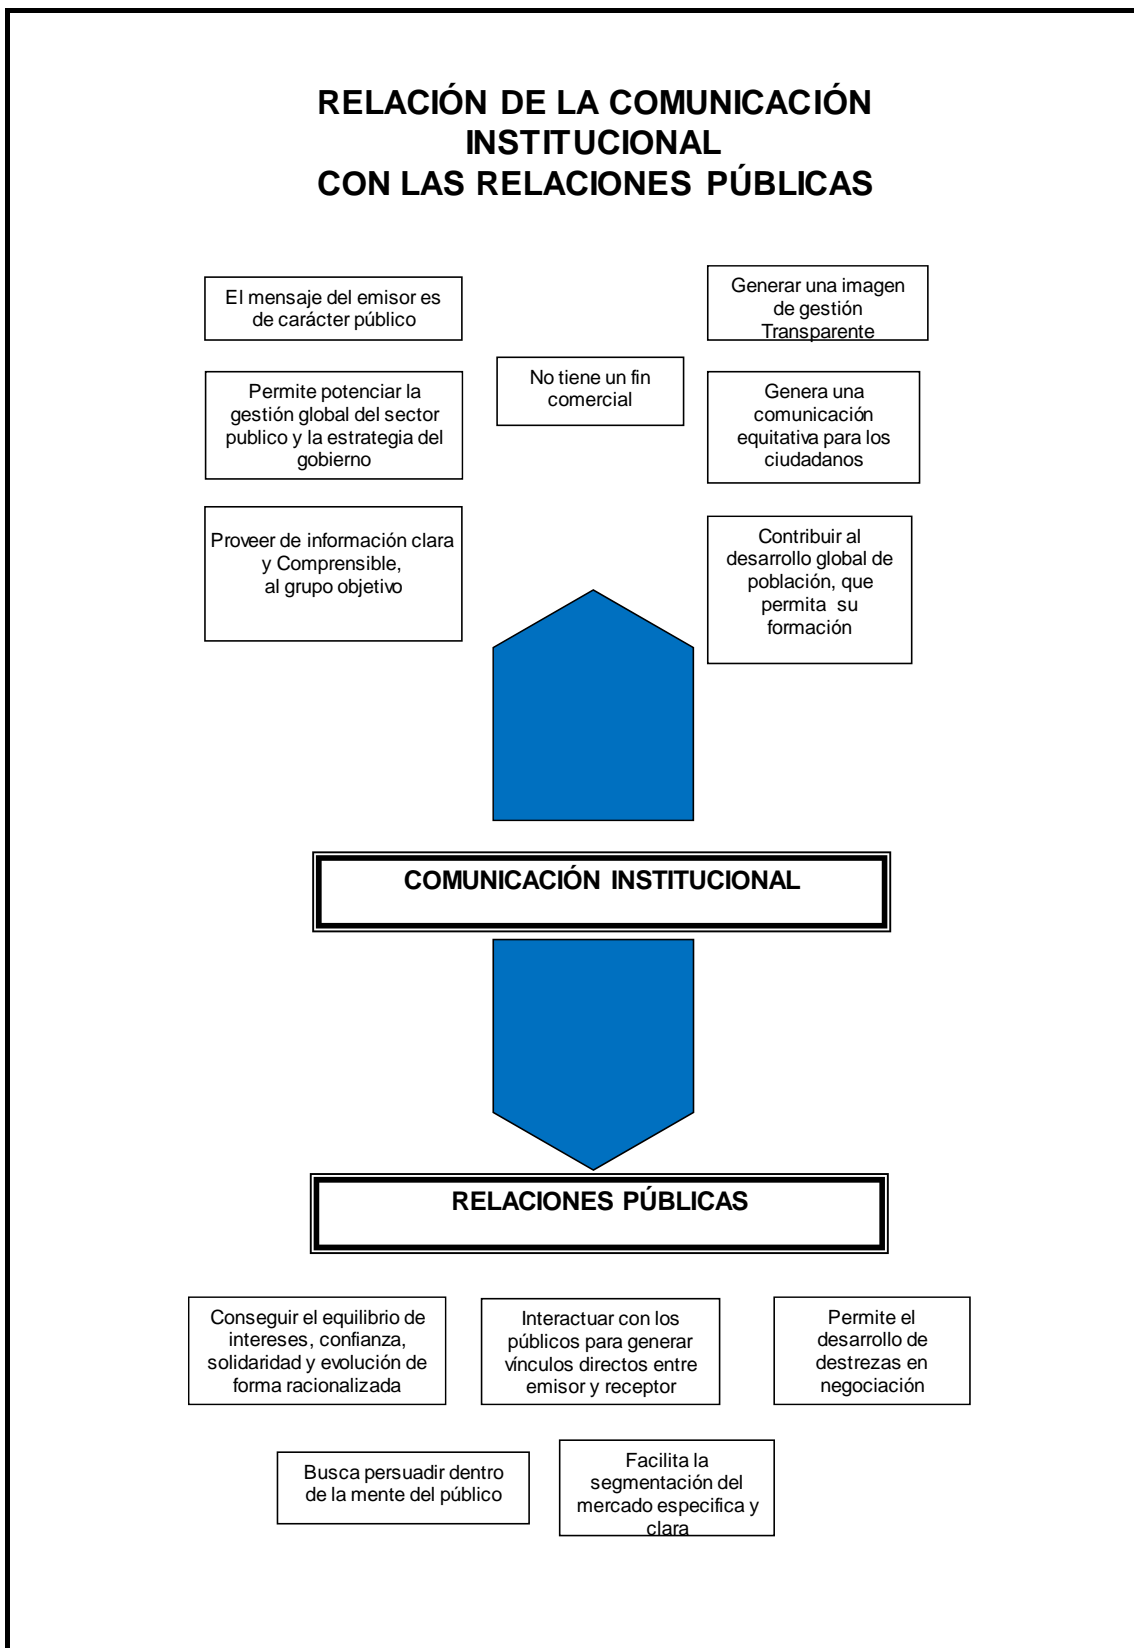 RELACIÓN DE LA COMUNICACIÓN
INSTITUCIONAL
CON LAS RELACIONES PÚBLICAS
El mensaje del emisor es
de carácter público
Generar una imagen
de gestión
Transparente
No tiene un fin
comercial
Permite potenciar la
gestión global del sector
publico y la estrategia del
gobierno
Genera una
comunicación
equitativa para los
ciudadanos
Proveer de información clara
y Comprensible,
al grupo objetivo
Contribuir al
desarrollo global de
población, que
permita su
formación
COMUNICACIÓN INSTITUCIONAL
RELACIONES PÚBLICAS
Conseguir el equilibrio de
intereses, confianza,
solidaridad y evolución de
forma racionalizada
Interactuar con los
públicos para generar
vínculos directos entre
emisor y receptor
Permite el
desarrollo de
destrezas en
negociación
Busca persuadir dentro
de la mente del público
Facilita la
segmentación del
mercado especifica y
clara